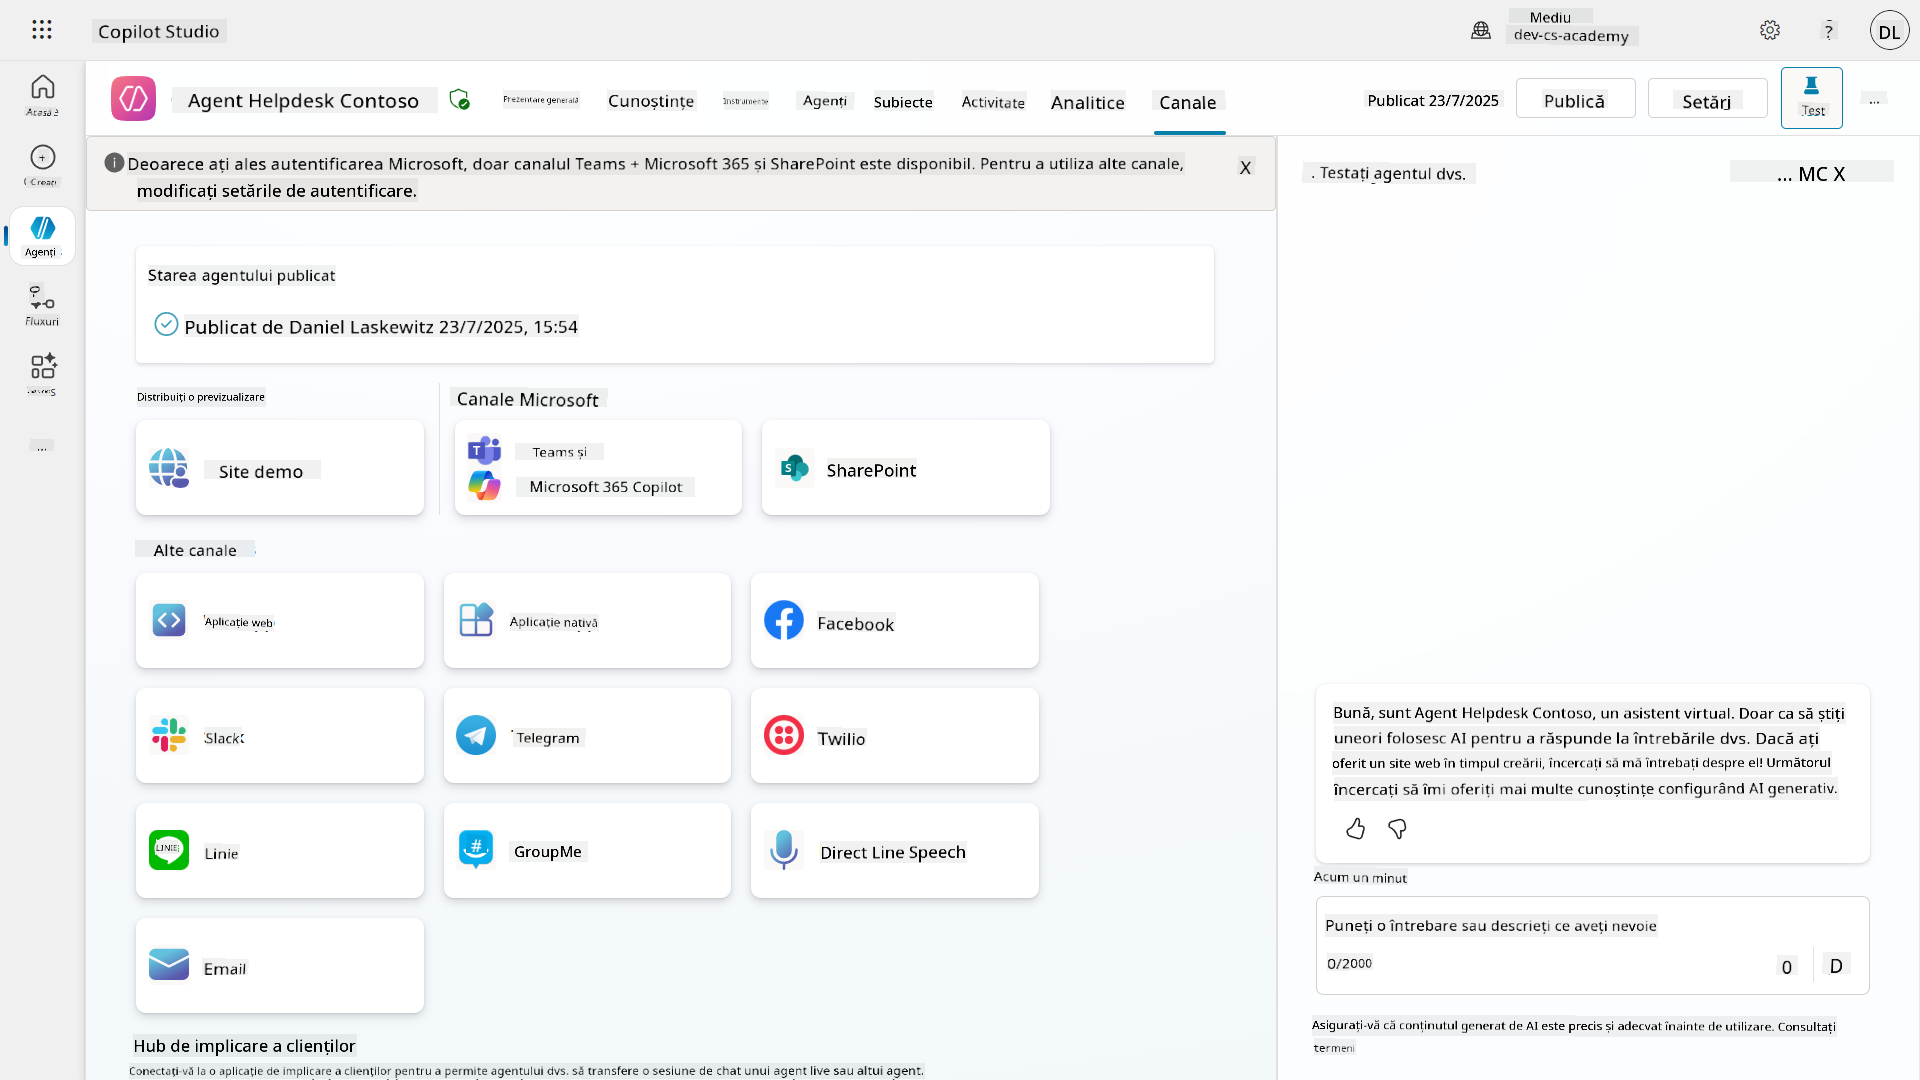 Copilot Studio
Mediu
dev-cs-academy
?
DL
Acasă
Creați
Agenți
Fluxuri
...
Agent Helpdesk Contoso
Prezentare generală
Cunoștințe
Instrumente
Agenți
Subiecte
Activitate
Analitice
Canale
Publicat 23/7/2025
Publică
Setări
Test
...
Deoarece ați ales autentificarea Microsoft, doar canalul Teams + Microsoft 365 și SharePoint este disponibil. Pentru a utiliza alte canale,
modificați setările de autentificare.
X
Starea agentului publicat
Publicat de Daniel Laskewitz 23/7/2025, 15:54
Distribuiți o previzualizare
Canale Microsoft
Site demo
Teams și
Microsoft 365 Copilot
SharePoint
Alte canale
Aplicație web
Aplicație nativă
Facebook
Slack
Telegram
Twilio
LINIE
Linie
GroupMe
Direct Line Speech
Email
Hub de implicare a clienților
Conectați-vă la o aplicație de implicare a clienților pentru a permite agentului dvs. să transfere o sesiune de chat unui agent live sau altui agent.
. Testați agentul dvs.
... MC X
Bună, sunt Agent Helpdesk Contoso, un asistent virtual. Doar ca să știți
uneori folosesc AI pentru a răspunde la întrebările dvs. Dacă ați
oferit un site web în timpul creării, încercați să mă întrebați despre el! Următorul
încercați să îmi oferiți mai multe cunoștințe configurând AI generativ.
Acum un minut
Puneți o întrebare sau descrieți ce aveți nevoie
0/2000
0
D
Asigurați-vă că conținutul generat de AI este precis și adecvat înainte de utilizare. Consultați
termeni